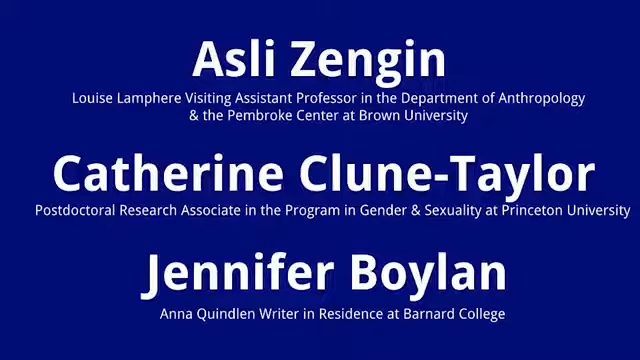 Asli Zengin
Louise Lamphere Visiting Assistant Professor in the Department of Anthropology
& the Pembroke Center at Brown University
Catherine Clune-Taylor
Postdoctoral Research Associate in the Program in Gender & Sexuality at Princeton University
Jennifer Boylan
Anna Quindlen Writer in Residence at Barnard College